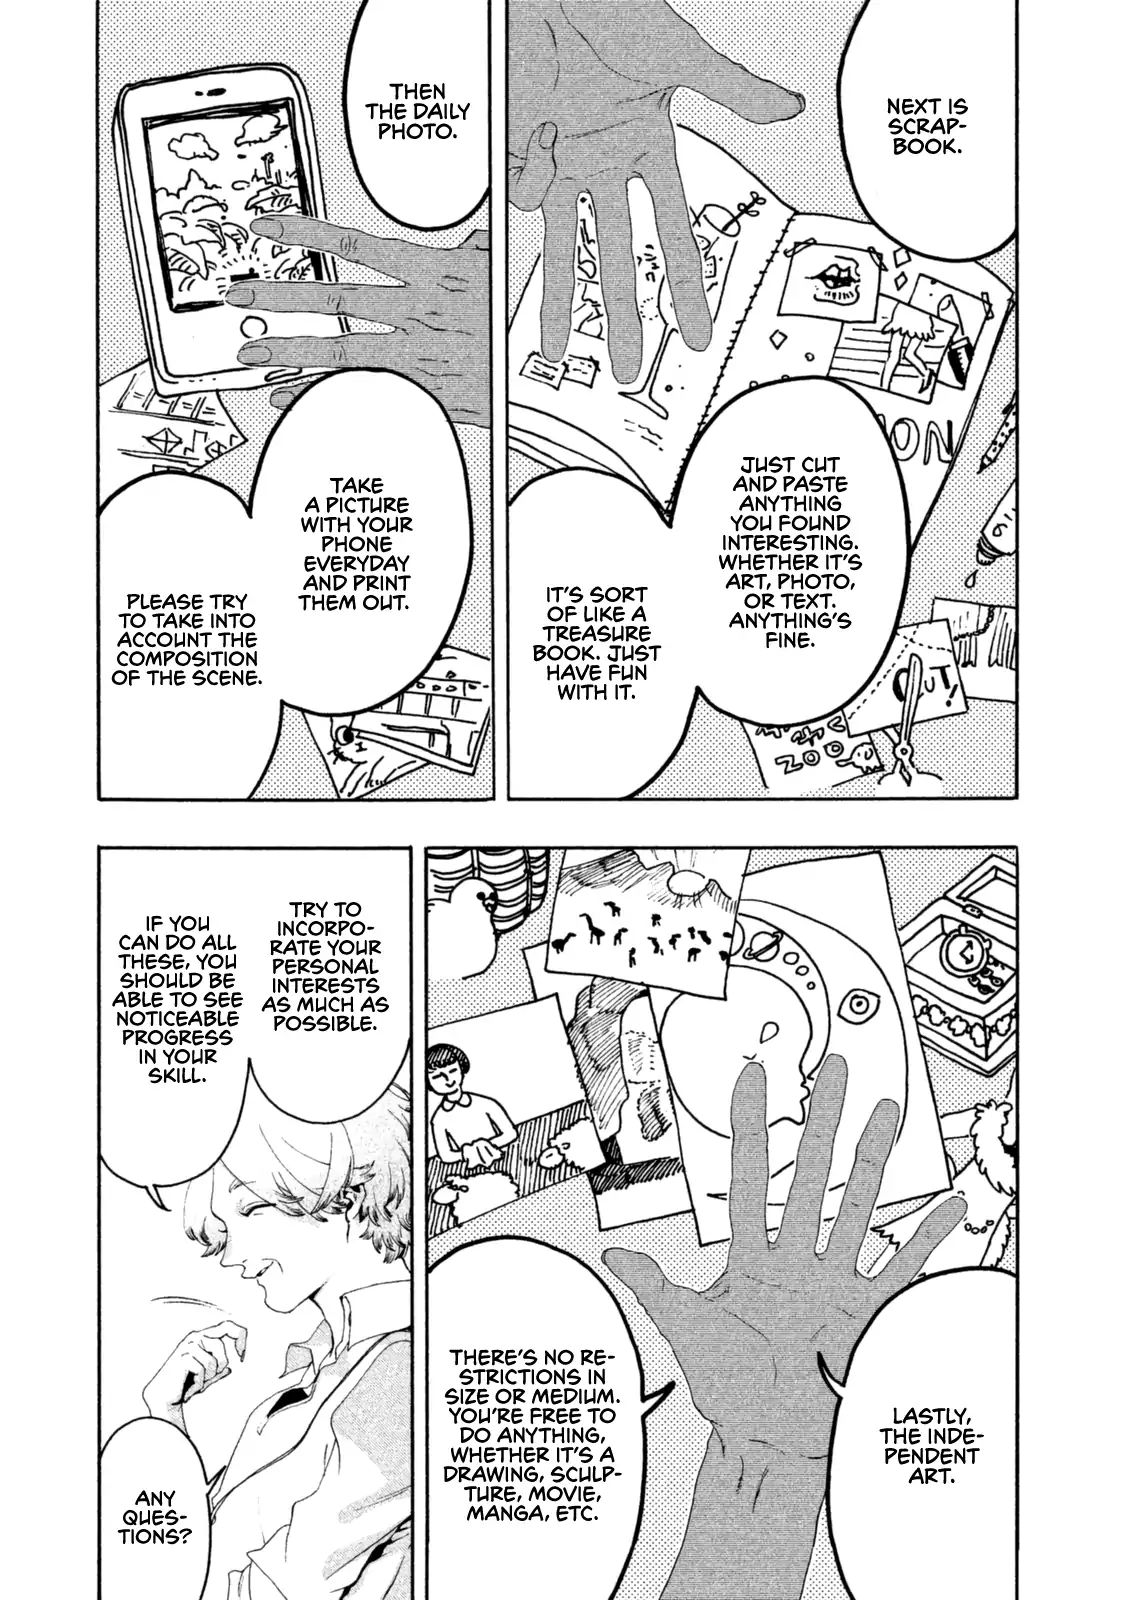 NEXT IS
SCRAP-
BOOK.
JUST CUT
AND PASTE
ANYTHING
YOU FOUND
INTERESTING.
WHETHER IT'S
ART, PHOTO,
OR TEXT.
ANYTHING'S
FINE.
IT'S SORT
OF LIKE A
TREASURE
BOOK. JUST
HAVE FUN
WITH IT.
ON
OUT!
ZOO
THEN
THE DAILY
PHOTO.
TAKE
A PICTURE
WITH YOUR
PHONE
EVERYDAY
AND PRINT
THEM OUT.
PLEASE TRY
TO TAKE INTO
ACCOUNT THE
COMPOSITION
OF THE SCENE.
LASTLY,
THE INDE-
PENDENT
ART.
THERE'S NO RE-
STRICTIONS IN
SIZE OR MEDIUM.
YOU'RE FREE TO
DO ANYTHING,
WHETHER IT'S A
DRAWING, SCULP-
TURE, MOVIE,
MANGA, ETC.
TRY TO
INCORPO-
RATE YOUR
PERSONAL
INTERESTS
AS MUCH AS
POSSIBLE.
IF YOU
CAN DO ALL
THESE, YOU
SHOULD BE
ABLE TO SEE
NOTICEABLE
PROGRESS
IN YOUR
SKILL.
ANY
QUES-
TIONS?